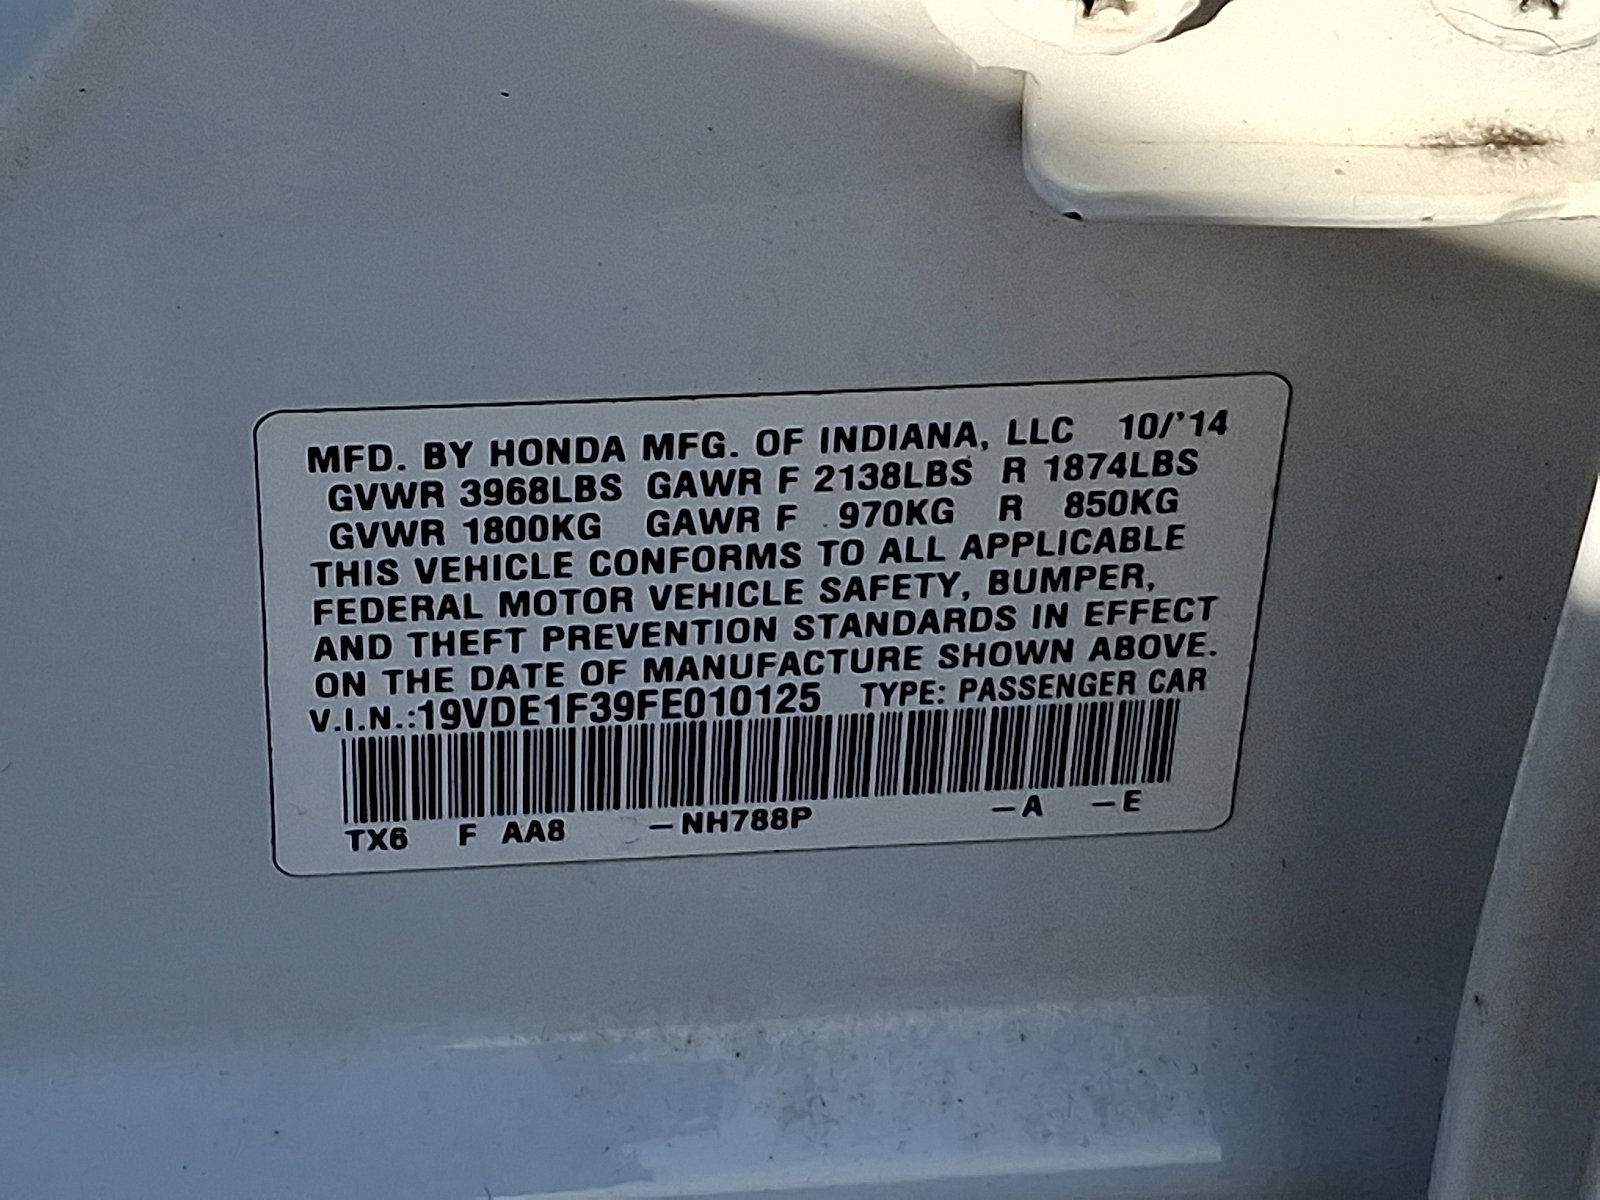 MFD. BY HONDA MFG. OF INDIANA, LLC 10/'14
GVWR 3968LBS GAWR F 2138LBS R 1874LBS
GVWR 1800KG GAWR F 970KG R 850KG
THIS VEHICLE CONFORMS TO ALL APPLICABLE
FEDERAL MOTOR VEHICLE SAFETY, BUMPER,
AND THEFT PREVENTION STANDARDS IN EFFECT
ON THE DATE OF MANUFACTURE SHOWN ABOVE.
V.I.N.:19VDE1F39FE010125 TYPE: PASSENGER CAR
TX6 F AA8 -NH788P -A -E